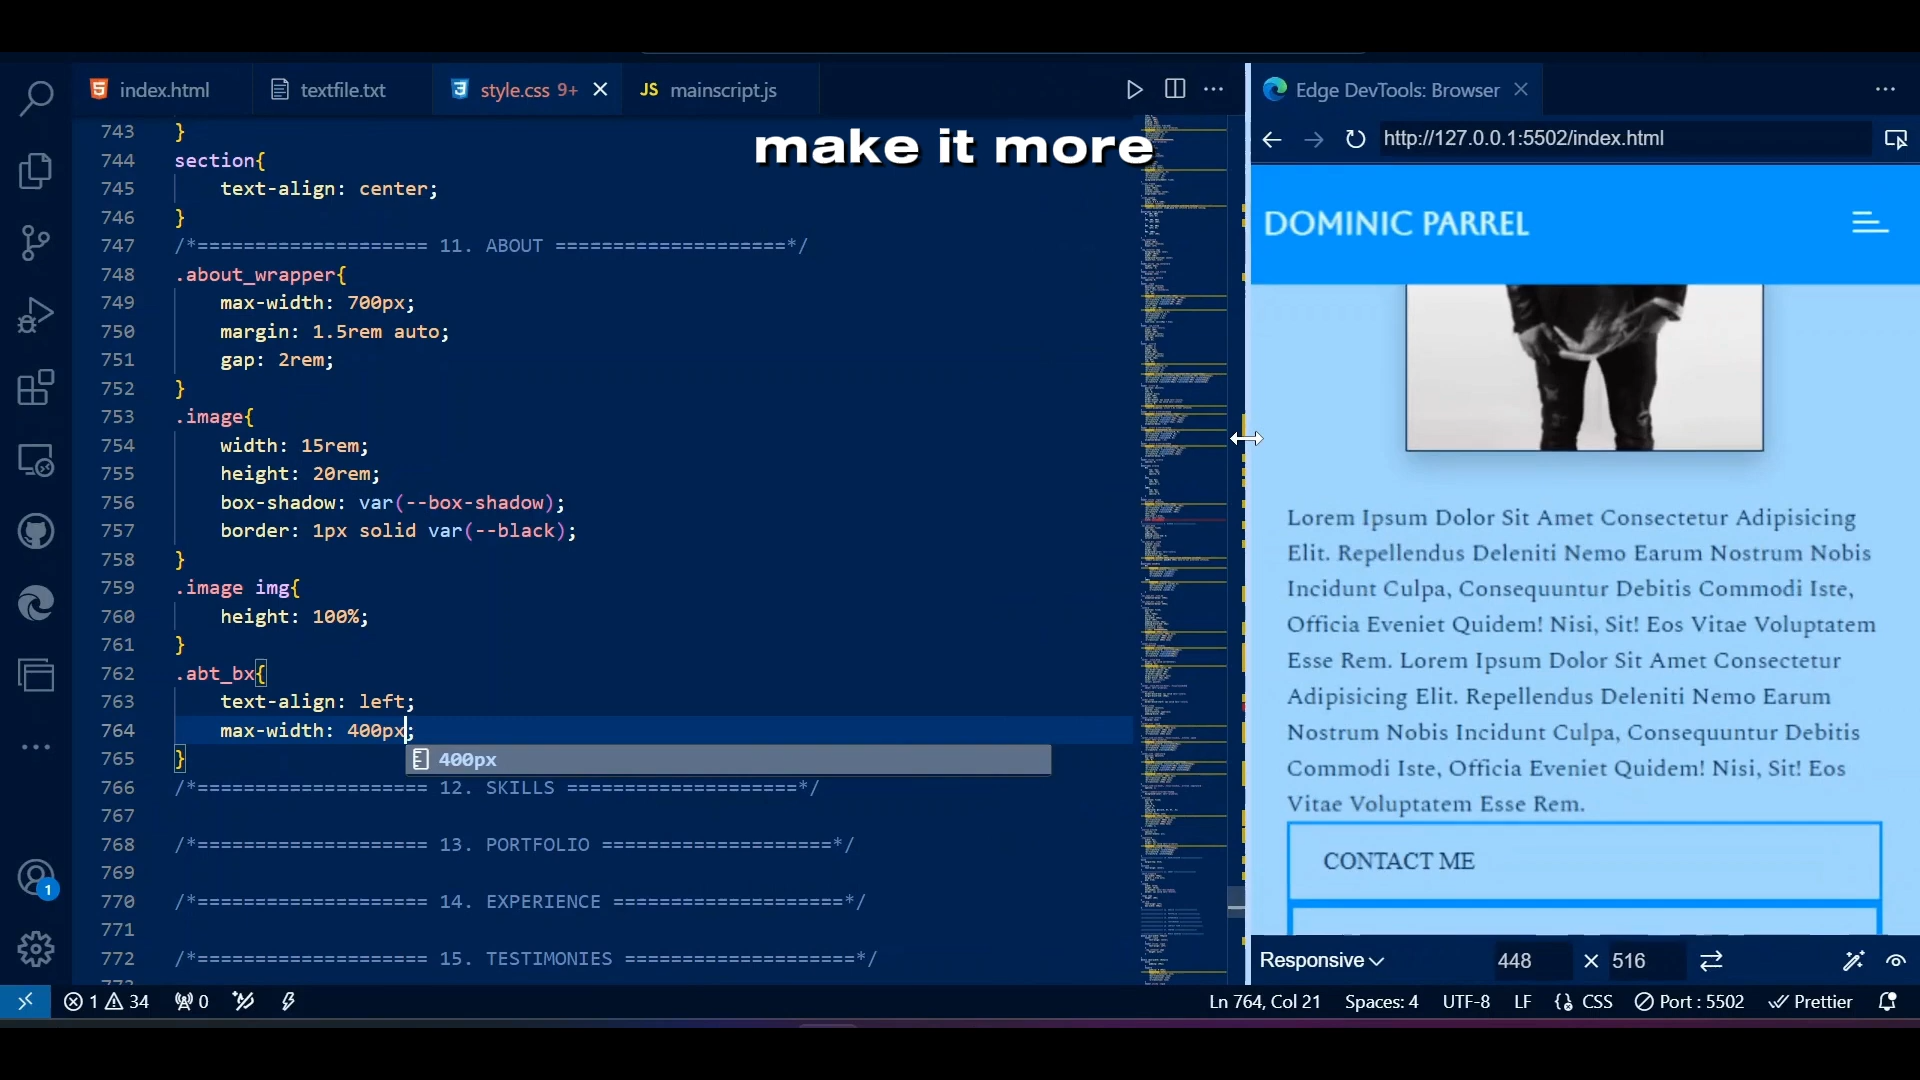 index.html
textfile.txt
style.css 9+
JS mainscript.js
Edge DevTools: Browser
make it more
http://127.0.0.1:5502/index.html
743 }
744 section{
745 text-align: center;
746 }
747 /*==================== 11. ABOUT ====================*/
748 .about_wrapper{
749 max-width: 700px;
750 margin: 1.5rem auto;
751 gap: 2rem;
752 }
753 .image{
754 width: 15rem;
755 height: 20rem;
756 box-shadow: var(--box-shadow);
757 border: 1px solid var(--black);
758 }
759 .image img{
760 height: 100%;
761 }
762 .abt_bx{
763 text-align: left;
764 max-width: 400px;
765 }
400px
766 /*==================== 12. SKILLS ====================*/
767
768 /*==================== 13. PORTFOLIO ====================*/
769
770 /*==================== 14. EXPERIENCE ====================*/
771
772 /*==================== 15. TESTIMONIES ====================*/
DOMINIC PARREL
Lorem Ipsum Dolor Sit Amet Consectetur Adipisicing
Elit. Repellendus Deleniti Nemo Earum Nostrum Nobis
Incidunt Culpa, Consequuntur Debitis Commodi Iste,
Officia Eveniet Quidem! Nisi, Sit! Eos Vitae Voluptatem
Esse Rem. Lorem Ipsum Dolor Sit Amet Consectetur
Adipisicing Elit. Repellendus Deleniti Nemo Earum
Nostrum Nobis Incidunt Culpa, Consequuntur Debitis
Commodi Iste, Officia Eveniet Quidem! Nisi, Sit! Eos
Vitae Voluptatem Esse Rem.
CONTACT ME
Responsive 448 × 516
1
1 34 0
Ln 764, Col 21 Spaces: 4 UTF-8 LF CSS Port : 5502 Prettier